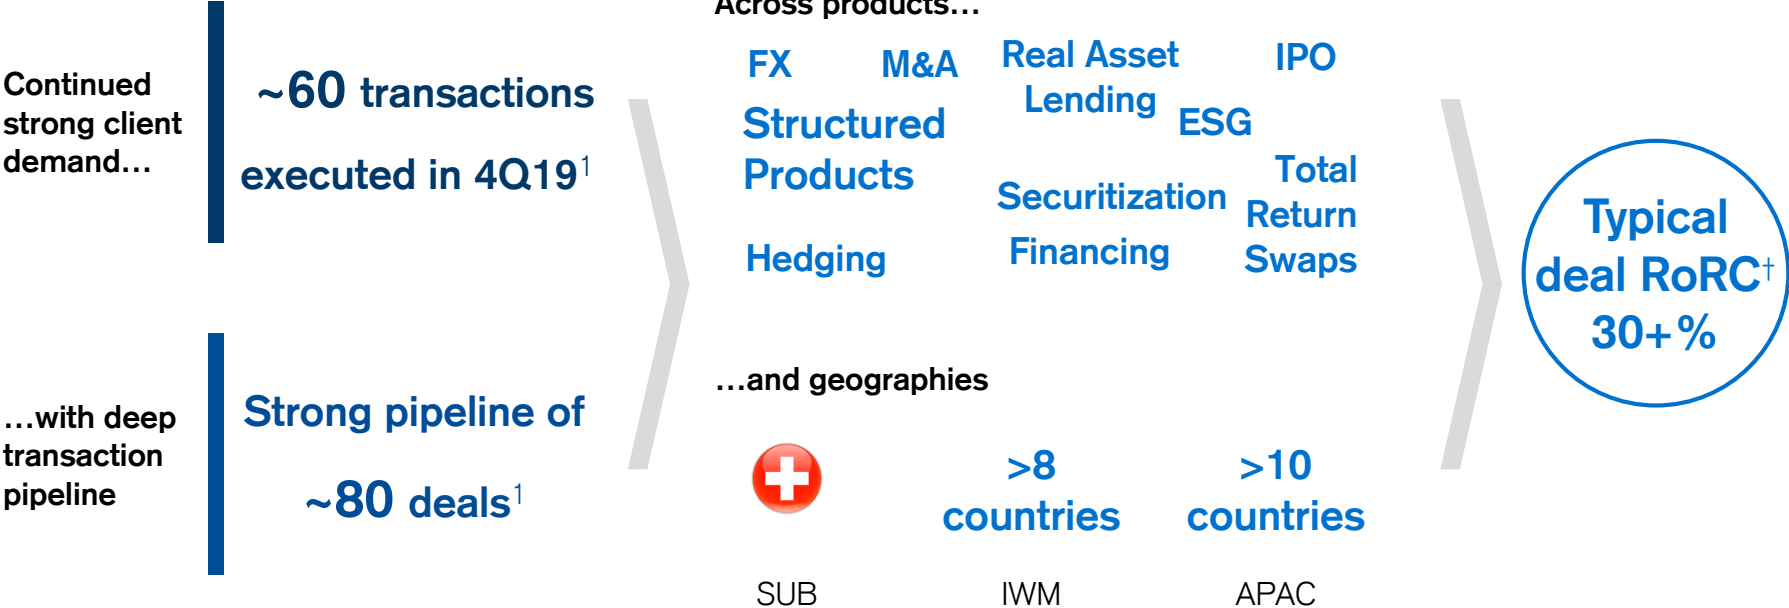 Continued
strong client
demand…
~60 transactions
executed in 4Q19¹
…with deep
transaction
pipeline
Strong pipeline of
~80 deals¹
Across products…
FX
M&A
Real Asset
Lending
IPO
Structured
Products
ESG
Securitization
Total
Return
Swaps
Hedging
Financing
…and geographies
>8
countries
>10
countries
SUB
IWM
APAC
Typical
deal RoRC†
30+%